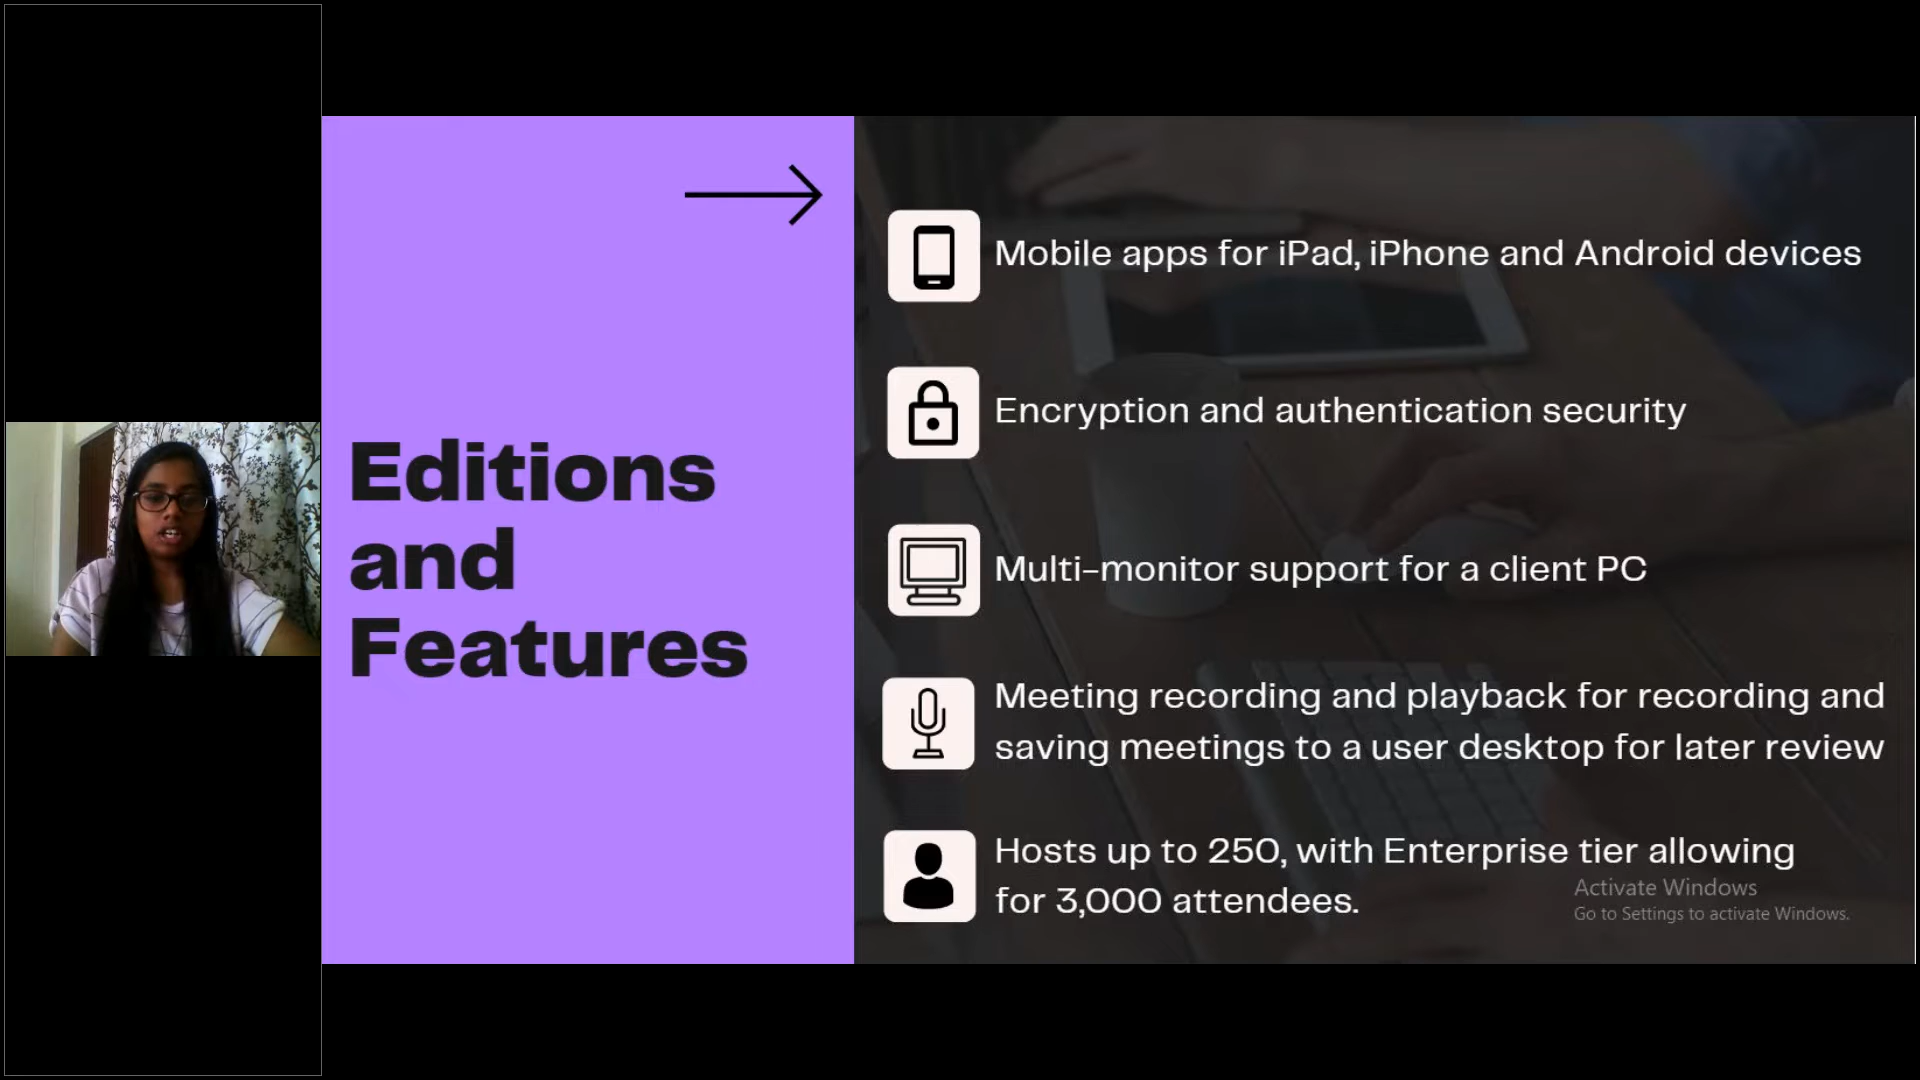 Editions
and
Features
Mobile apps for iPad, iPhone and Android devices
Encryption and authentication security
Multi-monitor support for a client PC
Meeting recording and playback for recording and
saving meetings to a user desktop for later review
Hosts up to 250, with Enterprise tier allowing
for 3,000 attendees.
Activate Windows
Go to Settings to activate Windows.